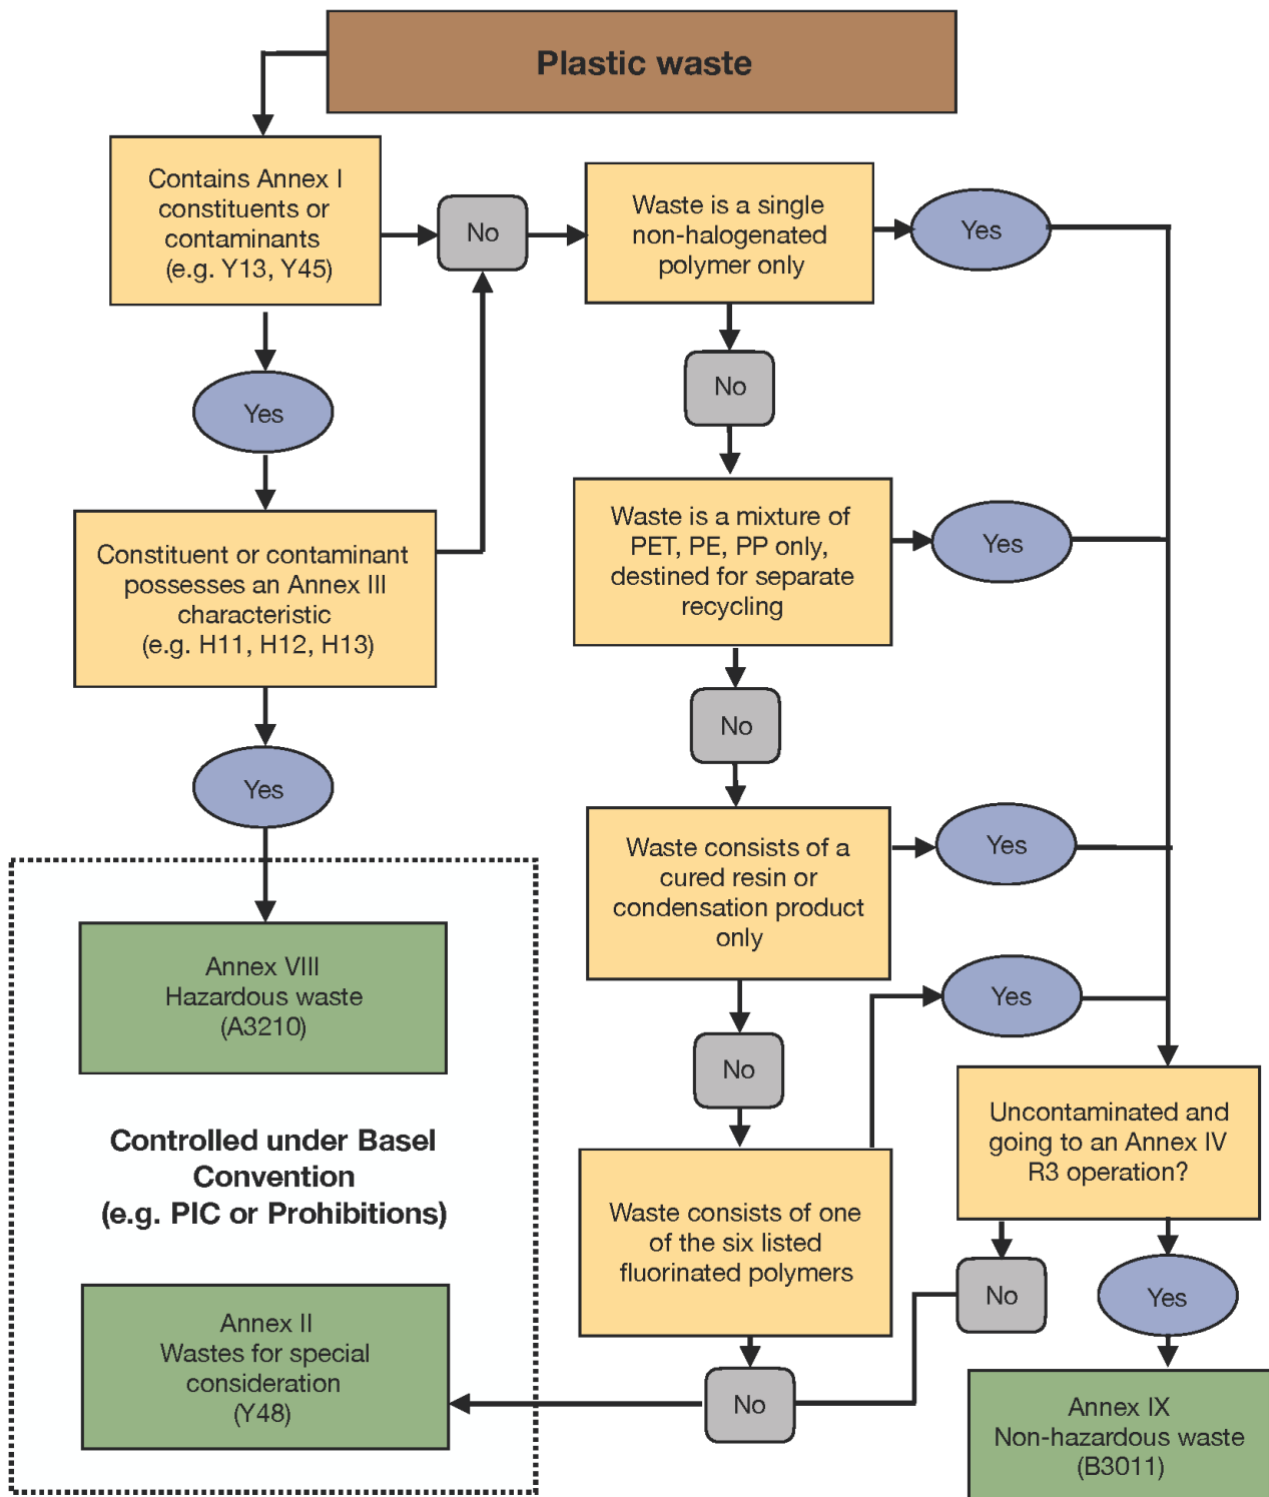 Plastic waste
Contains Annex I
constituents or
contaminants
(e.g. Y13, Y45)
No
Waste is a single
non-halogenated
polymer only
Yes
No
Yes
Waste is a mixture of
PET, PE, PP only,
destined for separate
recycling
Yes
Constituent or contaminant
possesses an Annex III
characteristic
(e.g. H11, H12, H13)
No
Yes
Waste consists of a
cured resin or
condensation product
only
Yes
Annex VIII
Hazardous waste
(A3210)
Yes
No
Uncontaminated and
going to an Annex IV
R3 operation?
Controlled under Basel
Convention
(e.g. PIC or Prohibitions)
Waste consists of one
of the six listed
fluorinated polymers
No
Yes
Annex II
Wastes for special
consideration
(Y48)
No
Annex IX
Non-hazardous waste
(B3011)